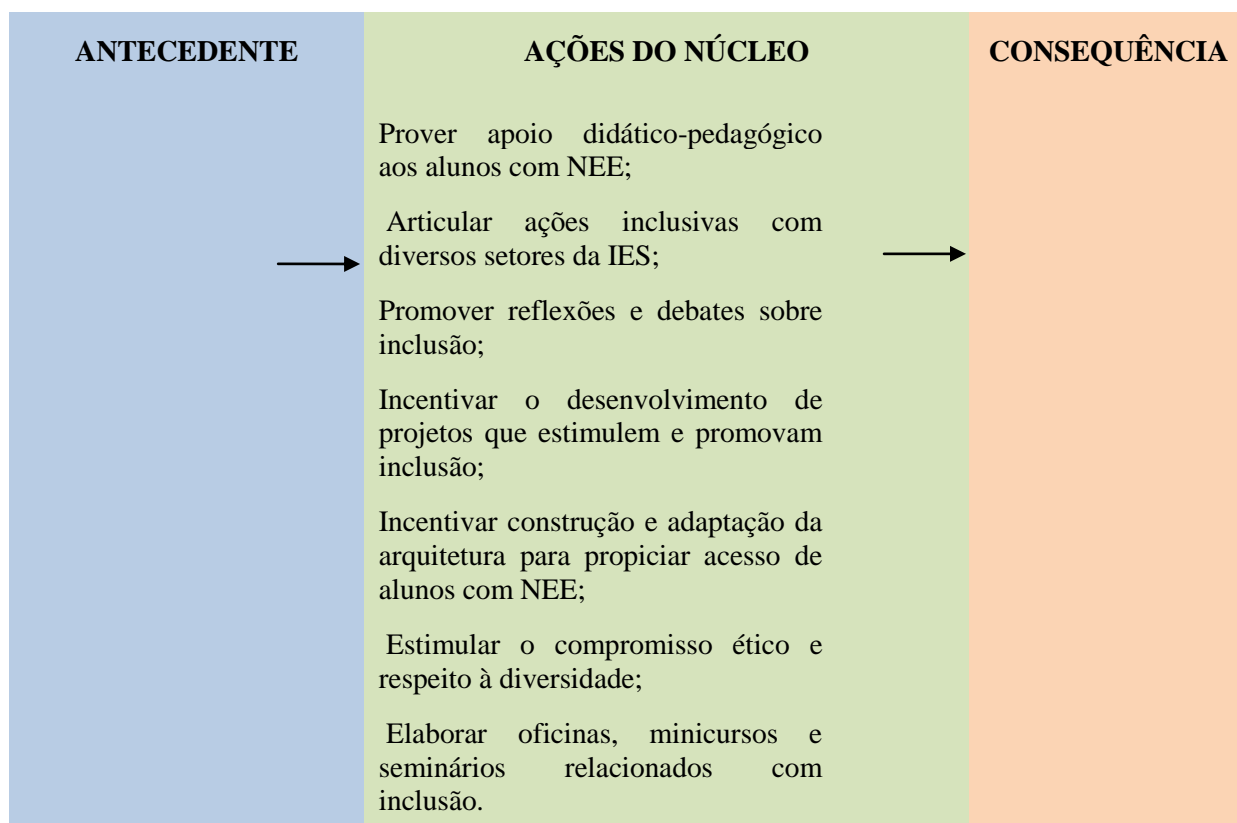 ANTECEDENTE
AÇÕES DO NÚCLEO
CONSEQUÊNCIA
Prover apoio didático-pedagógico
aos alunos com NEE;
Articular ações inclusivas com
diversos setores da IES;
Promover reflexões e debates sobre
inclusão;
Incentivar o desenvolvimento de
projetos que estimulem e promovam
inclusão;
Incentivar construção e adaptação da
arquitetura para propiciar acesso de
alunos com NEE;
Estimular o compromisso ético e
respeito à diversidade;
Elaborar oficinas, minicursos e
seminários relacionados com
inclusão.